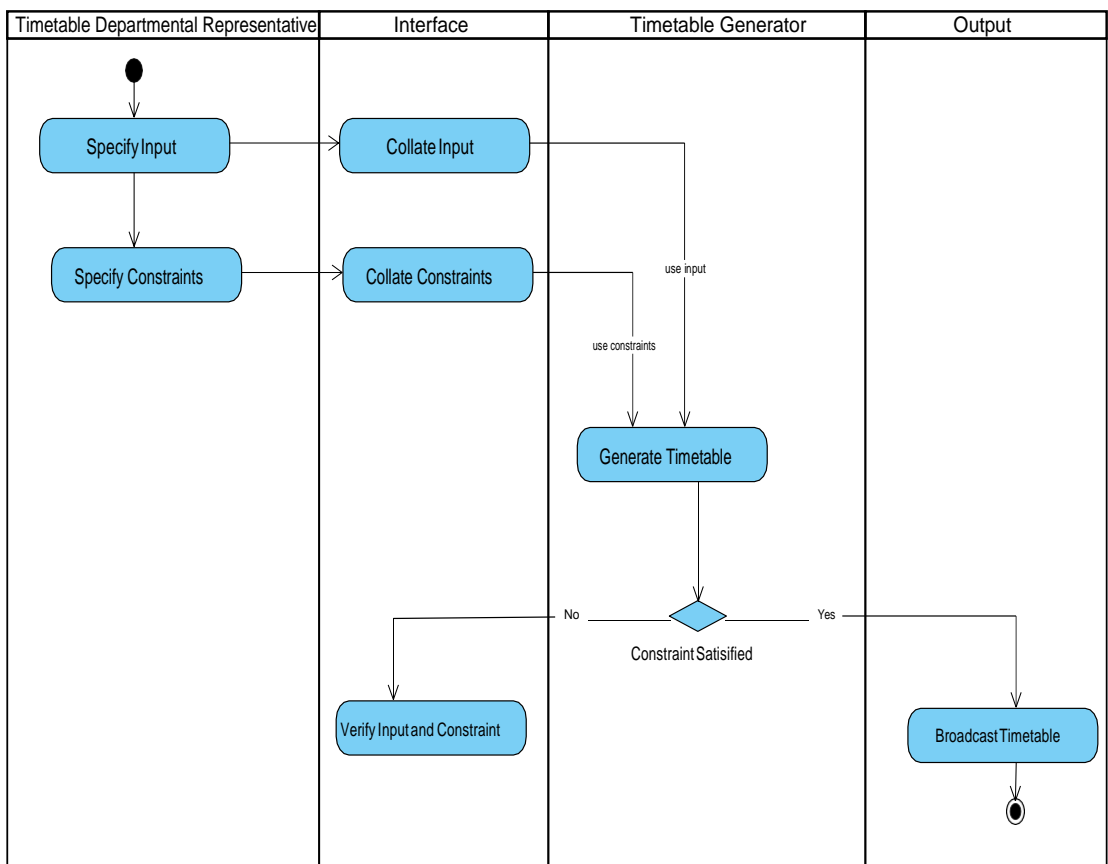 Timetable Departmental Representative
Interface
Timetable Generator
Output
Specify Input
Collate Input
Specify Constraints
Collate Constraints
use input
use constraints
Generate Timetable
No
Yes
Constraint Satisified
Verify Input and Constraint
Broadcast Timetable